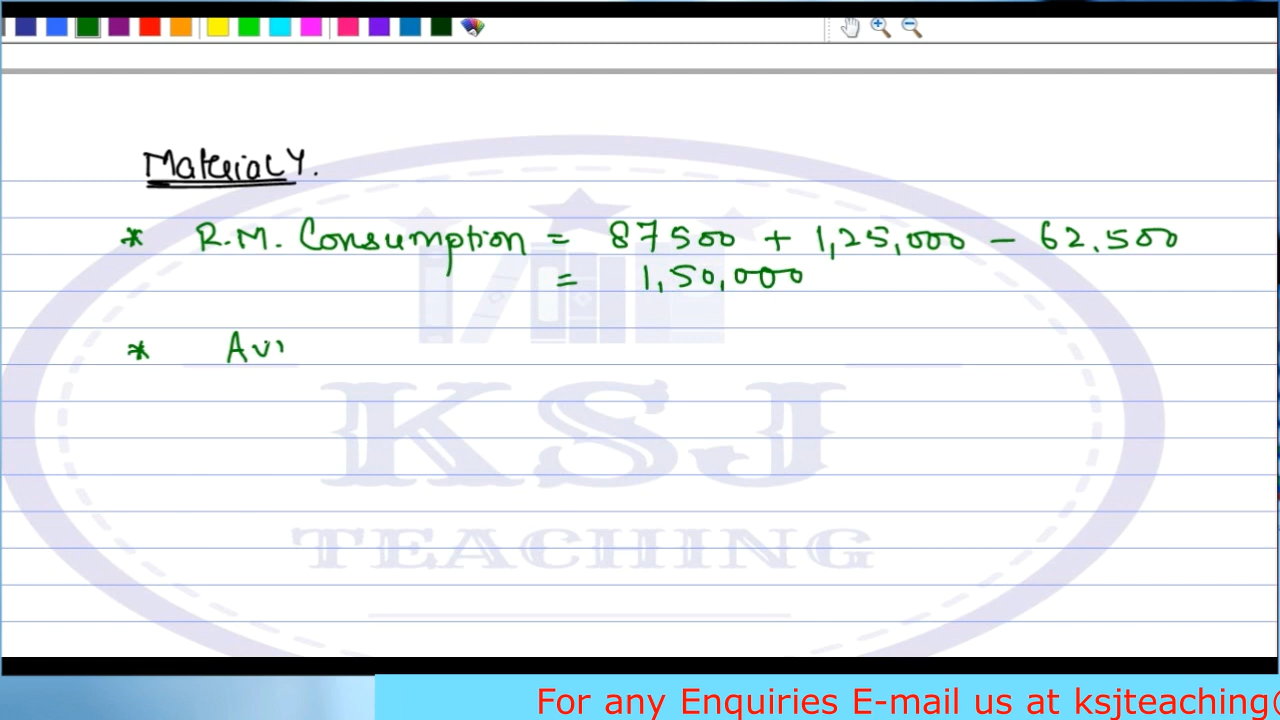 Material Y.
* R.M. Consumption = 87500 + 1,25,000 - 62,500
= 1,50,000
* Av
KSJ
TEACHING
For any Enquiries E-mail us at ksjteaching@